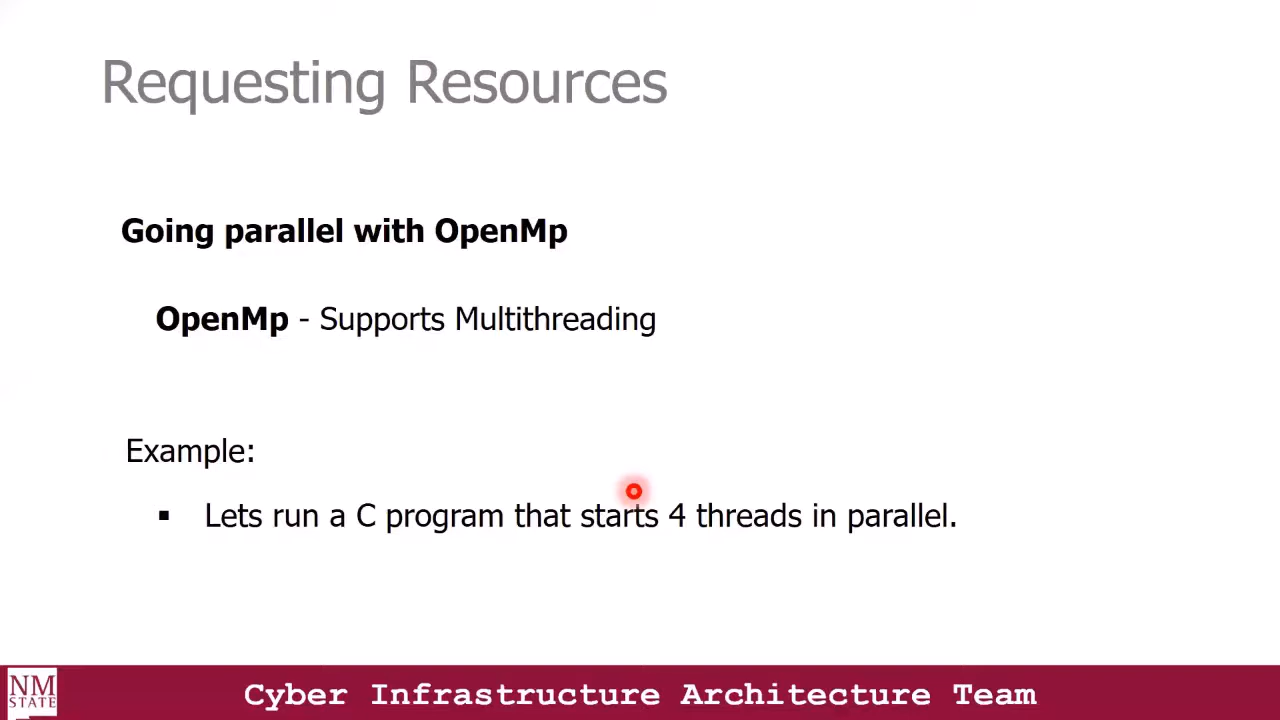 Requesting Resources
Going parallel with OpenMp
OpenMp - Supports Multithreading
Example:
▪ Lets run a C program that starts 4 threads in parallel.
NM
STATE
Cyber Infrastructure Architecture Team